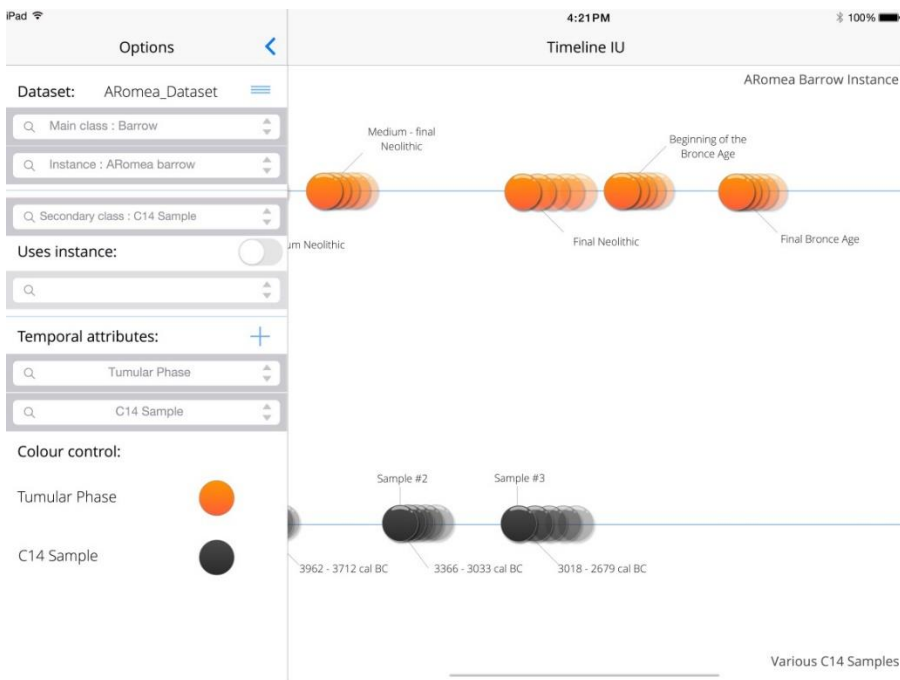 iPad
4:21PM
100%
Options
Timeline IU
Dataset: ARomea_Dataset
Main class : Barrow
Instance : ARomea barrow
Secondary class : C14 Sample
Uses instance:
Temporal attributes:
Tumular Phase
C14 Sample
Colour control:
Tumular Phase
C14 Sample
ARomea Barrow Instance
Medium - final
Neolithic
Beginning of the
Bronce Age
um Neolithic
Final Neolithic
Final Bronce Age
Sample #2
Sample #3
3962 - 3712 cal BC
3366 - 3033 cal BC
3018 - 2679 cal BC
Various C14 Samples